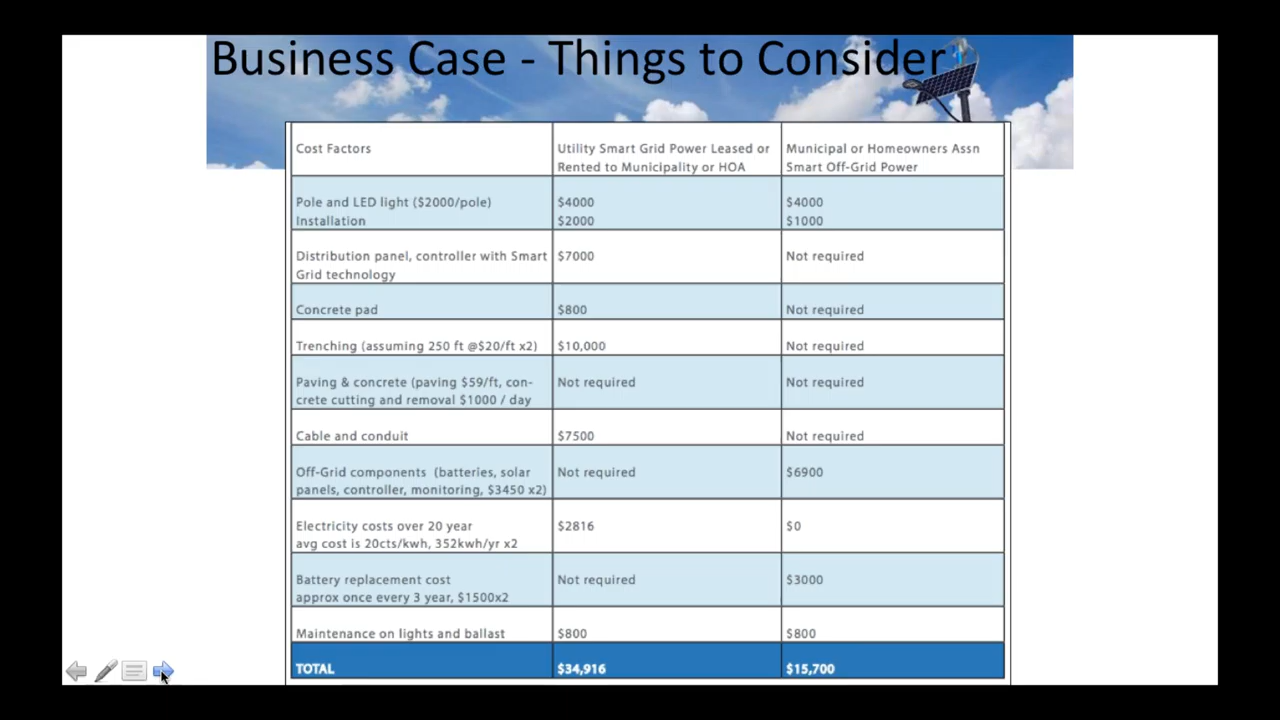 Business Case - Things to Consider
Cost Factors
Utility Smart Grid Power Leased or
Rented to Municipality or HOA
Municipal or Homeowners Assn
Smart Off-Grid Power
Pole and LED light ($2000/pole)
Installation
$4000
$2000
$4000
$1000
Distribution panel, controller with Smart
Grid technology
$7000
Not required
Concrete pad
$800
Not required
Trenching (assuming 250 ft @$20/ft x2)
$10,000
Not required
Paving & concrete (paving $59/ft, con-
crete cutting and removal $1000 / day
Not required
Not required
Cable and conduit
$7500
Not required
Off-Grid components (batteries, solar
panels, controller, monitoring, $3450 x2)
Not required
$6900
Electricity costs over 20 year
avg cost is 20cts/kwh, 352kwh/yr x2
$2816
$0
Battery replacement cost
approx once every 3 year, $1500x2
Not required
$3000
Maintenance on lights and ballast
$800
$800
TOTAL
$34,916
$15,700